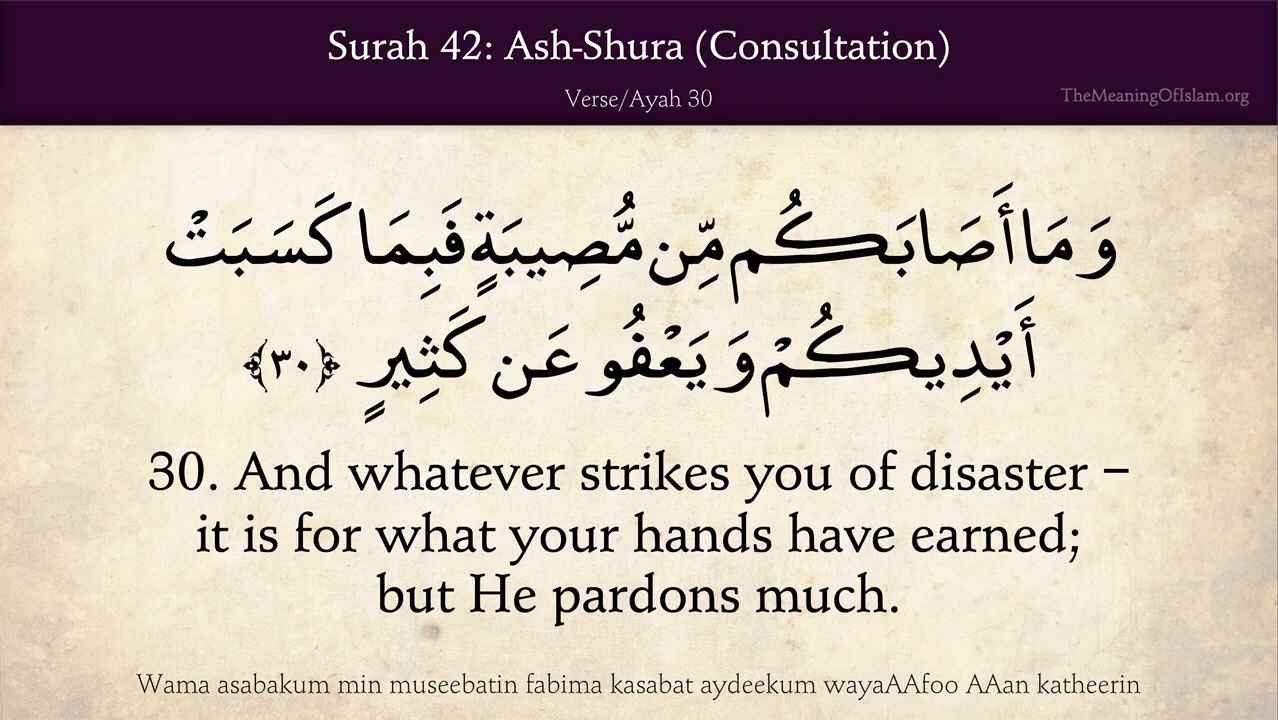 Surah 42: Ash-Shura (Consultation)
Verse/Ayah 30
TheMeaningOfIslam.org
وَمَا أَصَابَكُم مِّن مُّصِيبَةٍ فَبِمَا كَسَبَتْ
أَيْدِيكُمْ وَيَعْفُو عَن كَثِيرٍ ﴿٣٠﴾
30. And whatever strikes you of disaster –
it is for what your hands have earned;
but He pardons much.
Wama asabakum min museebatin fabima kasabat aydeekum wayaAAfoo AAan katheerin